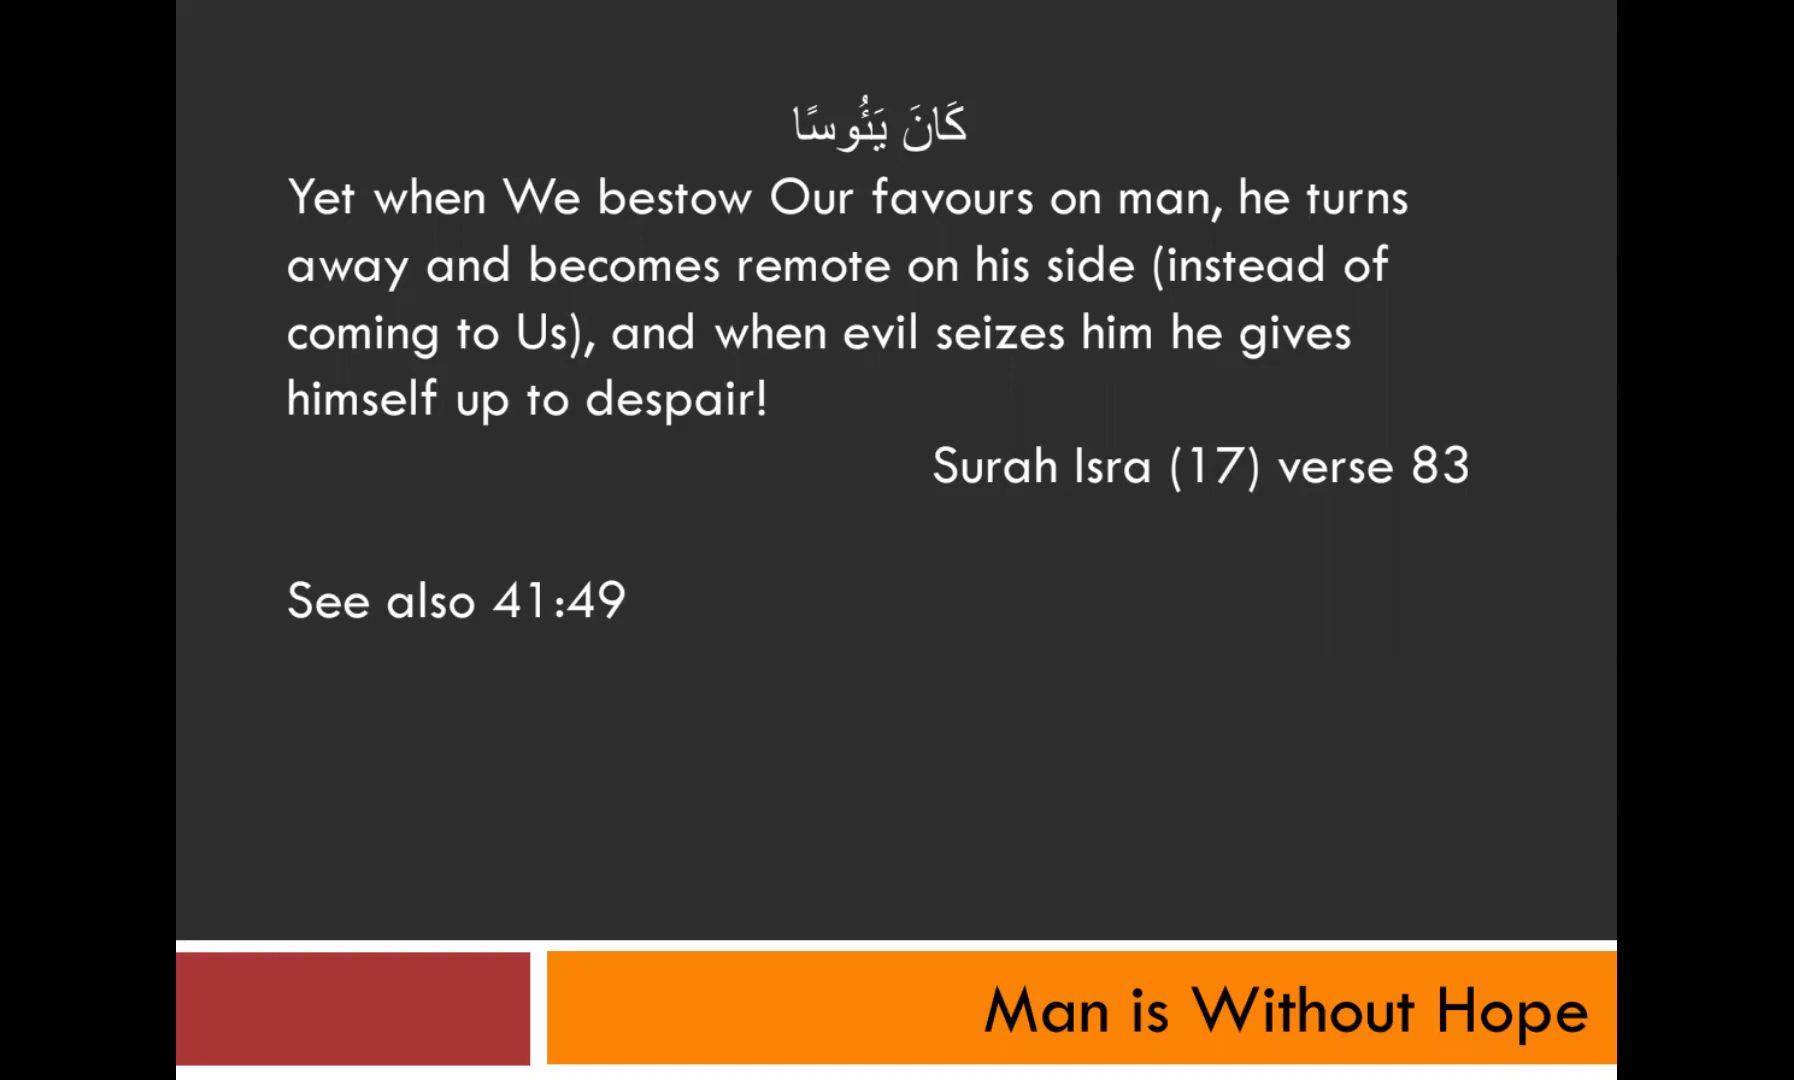 كَانَ يَئُوسًا
Yet when We bestow Our favours on man, he turns
away and becomes remote on his side (instead of
coming to Us), and when evil seizes him he gives
himself up to despair!
Surah Isra (17) verse 83
See also 41:49
Man is Without Hope